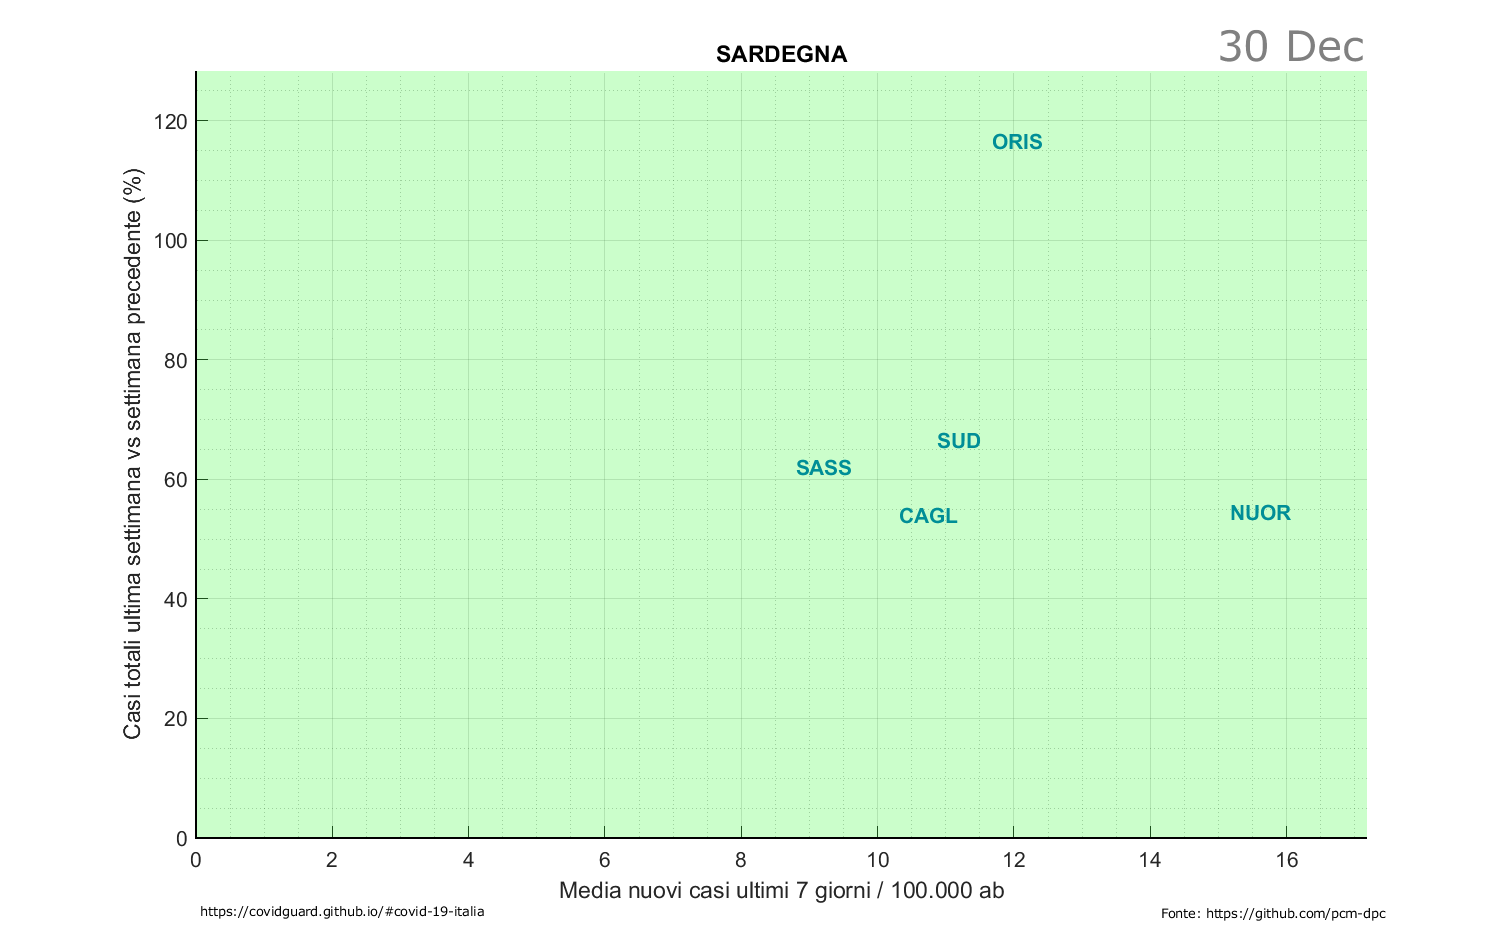 SARDEGNA
30 Dec
Casi totali ultima settimana vs settimana precedente (%)
120
100
80
60
40
20
0
ORIS
SUD
SASS
CAGL
NUOR
0 2 4 6 8 10 12 14 16
Media nuovi casi ultimi 7 giorni / 100.000 ab
https://covidguard.github.io/#covid-19-italia
Fonte: https://github.com/pcm-dpc